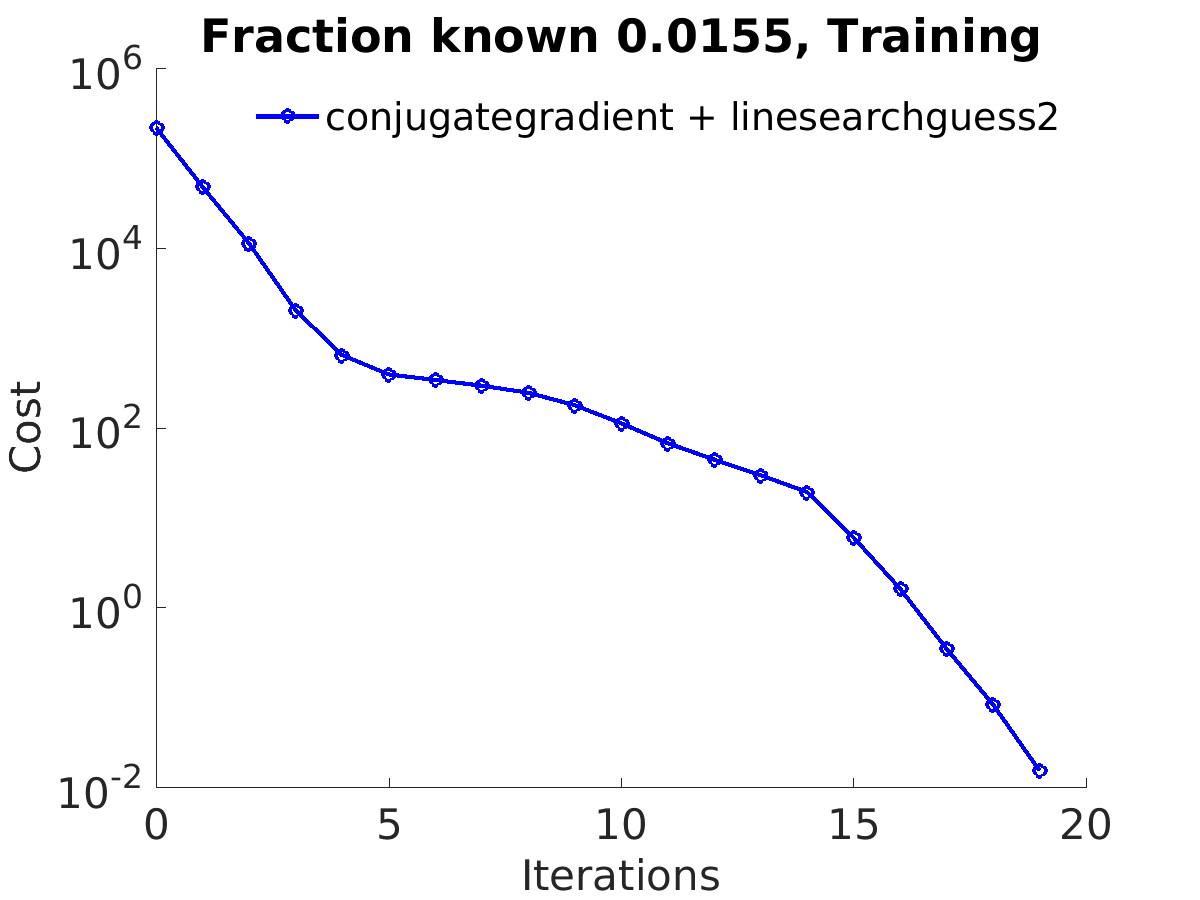 Fraction known 0.0155, Training
conjugategradient + linesearchguess2
10^6
10^4
10^2
10^0
10^-2
Cost
0 5 10 15 20
Iterations